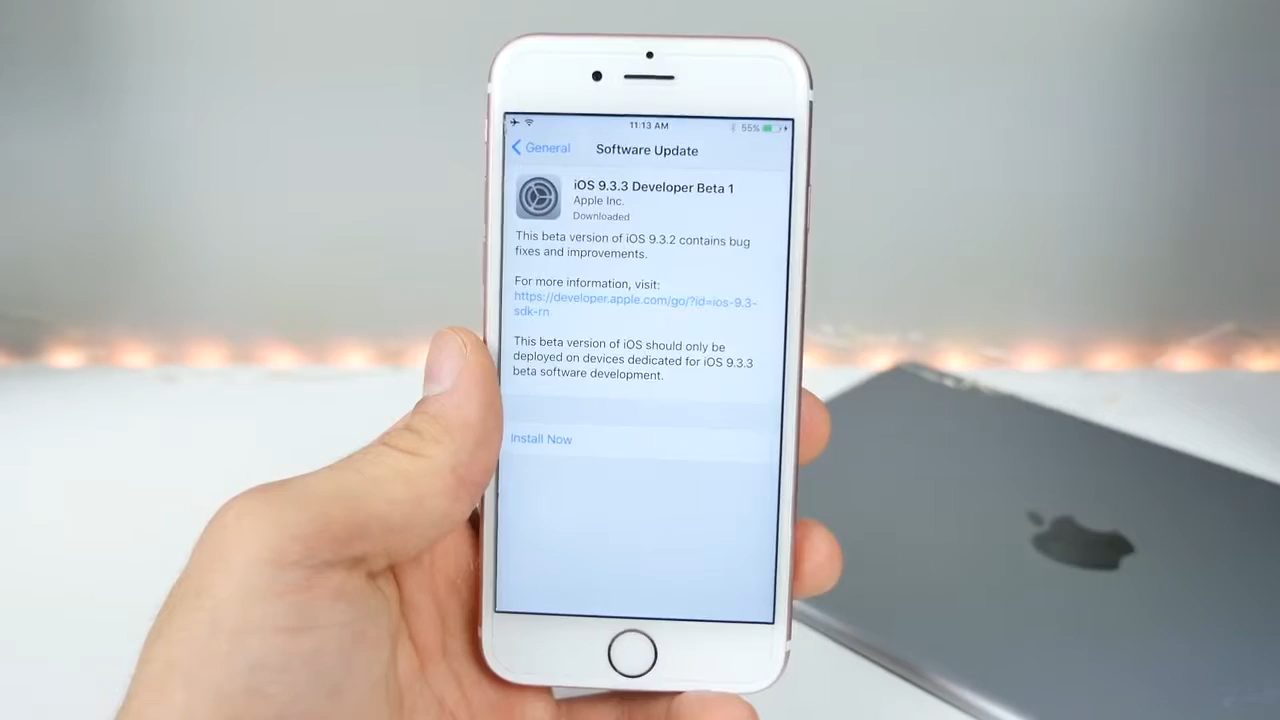 11:13 AM
55%
General
Software Update
iOS 9.3.3 Developer Beta 1
Apple Inc.
Downloaded
This beta version of iOS 9.3.2 contains bug
fixes and improvements.
For more information, visit:
https://developer.apple.com/go/?id=ios-9.3-
sdk-rn
This beta version of iOS should only be
deployed on devices dedicated for iOS 9.3.3
beta software development.
Install Now